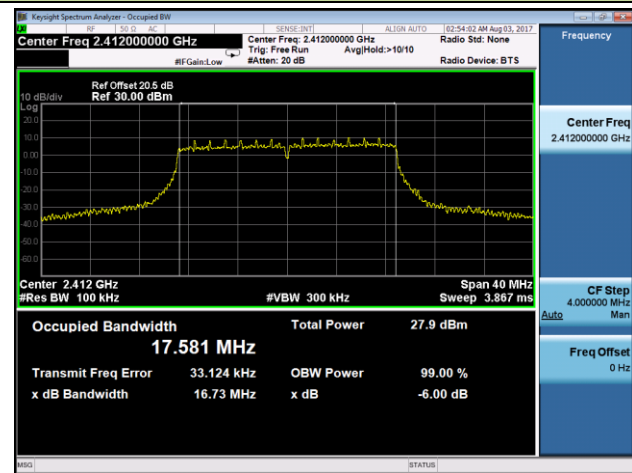 Keysight Spectrum Analyzer - Occupied BW
RF 50 Ω AC SENSE:INT ALIGN AUTO 02:54:02 AM Aug 03, 2017
Center Freq 2.412000000 GHz Center Freq: 2.412000000 GHz Radio Std: None Frequency
Trig: Free Run Avg|Hold:>10/10
#IFGain:Low #Atten: 20 dB Radio Device: BTS
Ref Offset 20.5 dB
10 dB/div Ref 30.00 dBm
Log
20.0
10.0
0.00
-10.0
-20.0
-30.0
-40.0
-50.0
-60.0
Center Freq
2.412000000 GHz
Center 2.412 GHz Span 40 MHz
#Res BW 100 kHz #VBW 300 kHz Sweep 3.867 ms
CF Step
4.000000 MHz
Auto Man
Occupied Bandwidth Total Power 27.9 dBm
17.581 MHz
Freq Offset
0 Hz
Transmit Freq Error 33.124 kHz OBW Power 99.00 %
x dB Bandwidth 16.73 MHz x dB -6.00 dB
MSG STATUS